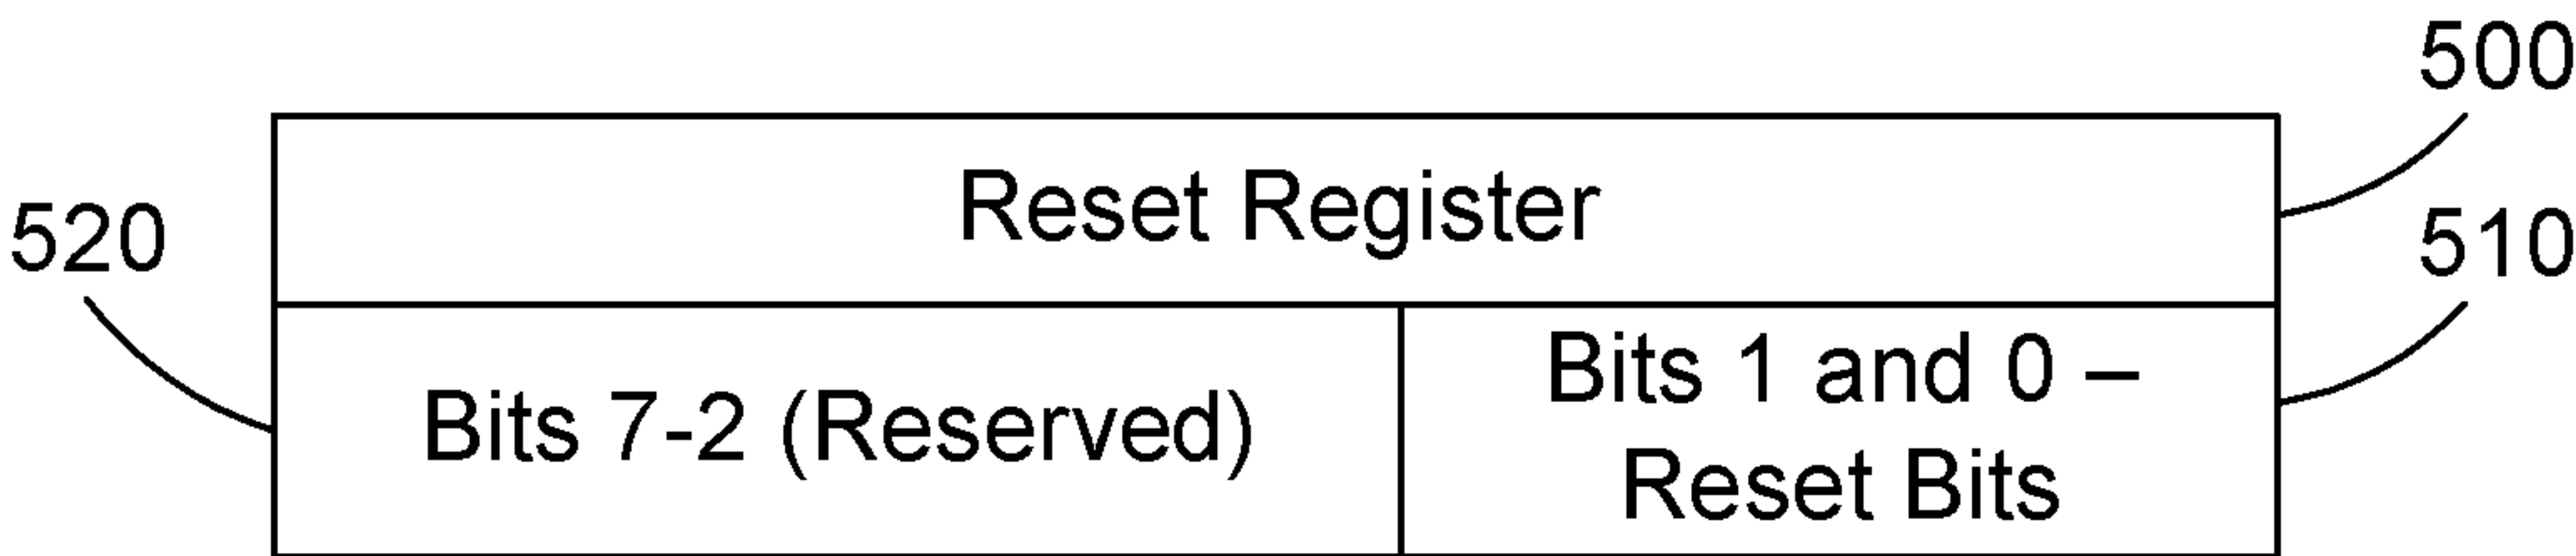 500
Reset Register
520
510
Bits 7-2 (Reserved)
Bits 1 and 0 –
Reset Bits